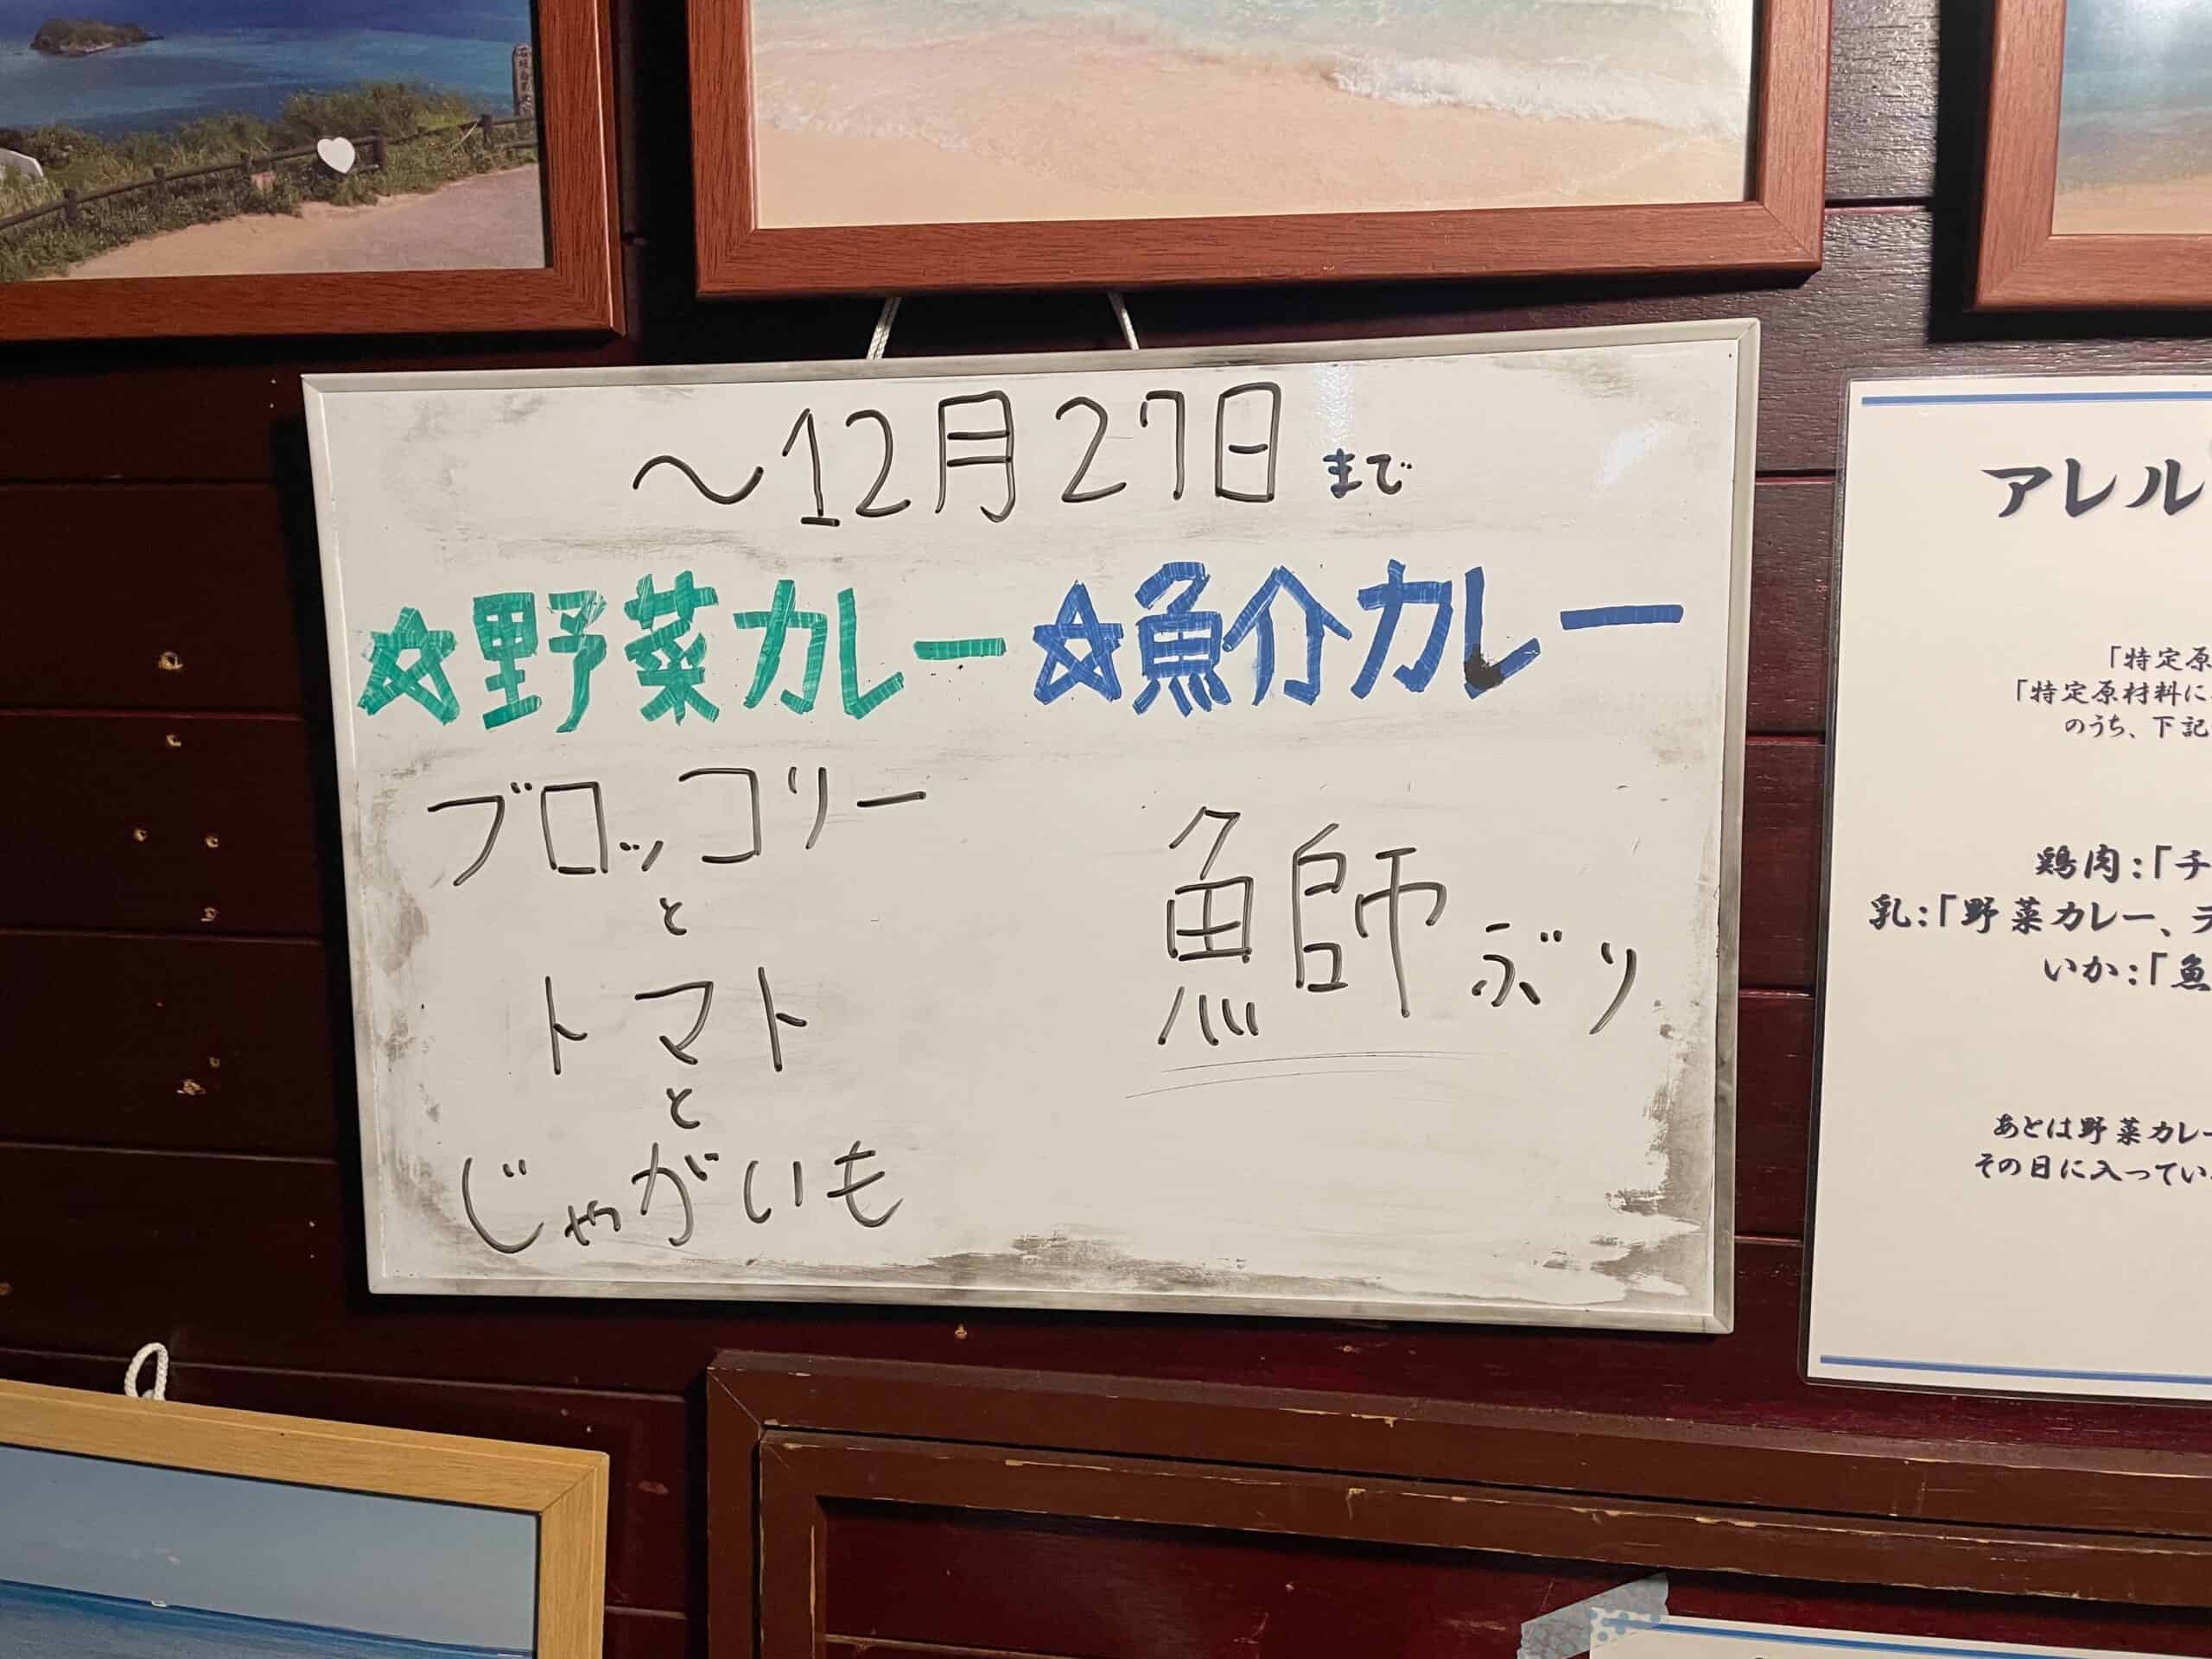 ～12月27日まで
☆野菜カレー ☆魚介カレー
ブロッコリー
と
トマト
と
じゃがいも
鰤 ぶり
アレル
「特定原
「特定原材料に
のうち、下記
鶏肉:「チ
乳:「野菜カレー、ラ
いか:「魚
あとは野菜カレー
その日に入ってい